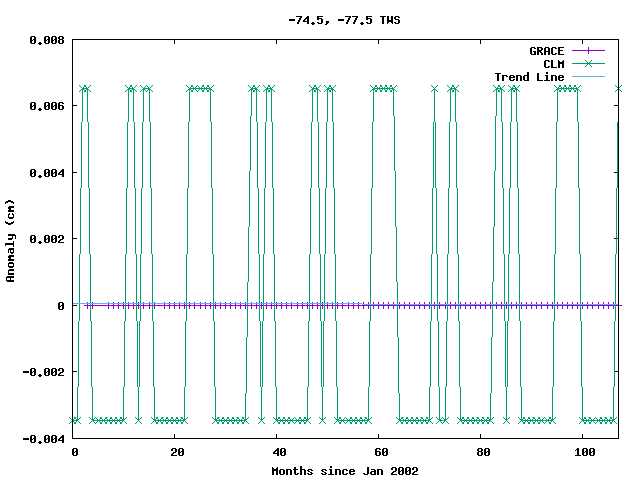 -74.5, -77.5 TWS
0.008
GRACE
CLM
Trend Line
0.006
0.004
0.002
0
-0.002
-0.004
Anomaly (cm)
0 20 40 60 80 100
Months since Jan 2002